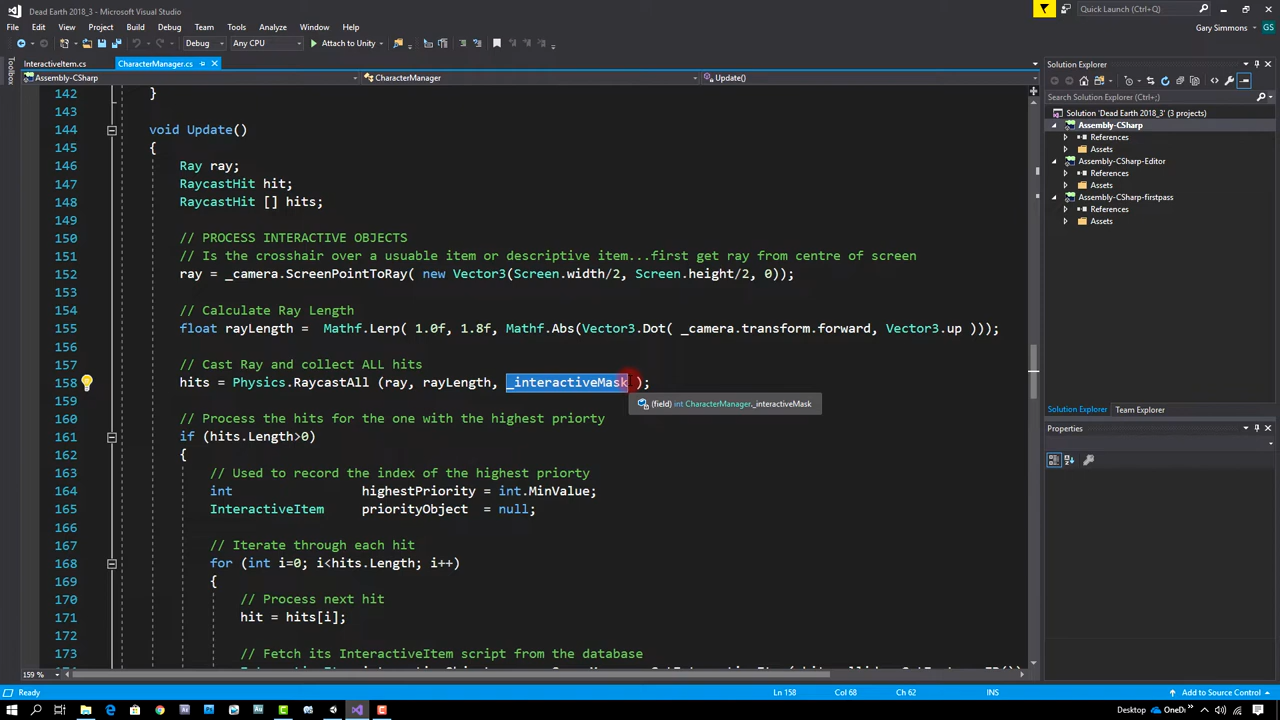 Dead Earth 2018_3 - Microsoft Visual Studio
Quick Launch (Ctrl+Q)
File Edit View Project Build Debug Team Tools Test Analyze Window Help
Gary Simmons GS
Debug Any CPU Attach to Unity
Toolbox
InteractiveItem.cs CharacterManager.cs
Assembly-CSharp CharacterManager Update()
142 }
143
144 void Update()
145 {
146 Ray ray;
147 RaycastHit hit;
148 RaycastHit [] hits;
149
150 // PROCESS INTERACTIVE OBJECTS
151 // Is the crosshair over a usuable item or descriptive item...first get ray from centre of screen
152 ray = _camera.ScreenPointToRay( new Vector3(Screen.width/2, Screen.height/2, 0));
153
154 // Calculate Ray Length
155 float rayLength = Mathf.Lerp( 1.0f, 1.8f, Mathf.Abs(Vector3.Dot( _camera.transform.forward, Vector3.up )));
156
157 // Cast Ray and collect ALL hits
158 hits = Physics.RaycastAll (ray, rayLength, _interactiveMask );
(field) int CharacterManager._interactiveMask
159
160 // Process the hits for the one with the highest priorty
161 if (hits.Length>0)
162 {
163 // Used to record the index of the highest priorty
164 int highestPriority = int.MinValue;
165 InteractiveItem priorityObject = null;
166
167 // Iterate through each hit
168 for (int i=0; i<hits.Length; i++)
169 {
170 // Process next hit
171 hit = hits[i];
172
173 // Fetch its InteractiveItem script from the database
Solution Explorer
Search Solution Explorer (Ctrl+;)
Solution 'Dead Earth 2018_3' (3 projects)
Assembly-CSharp
References
Assets
Assembly-CSharp-Editor
References
Assets
Assembly-CSharp-firstpass
References
Assets
Solution Explorer Team Explorer
Properties
159 %
Ready Ln 158 Col 68 Ch 62 INS Add to Source Control
Desktop OneDr